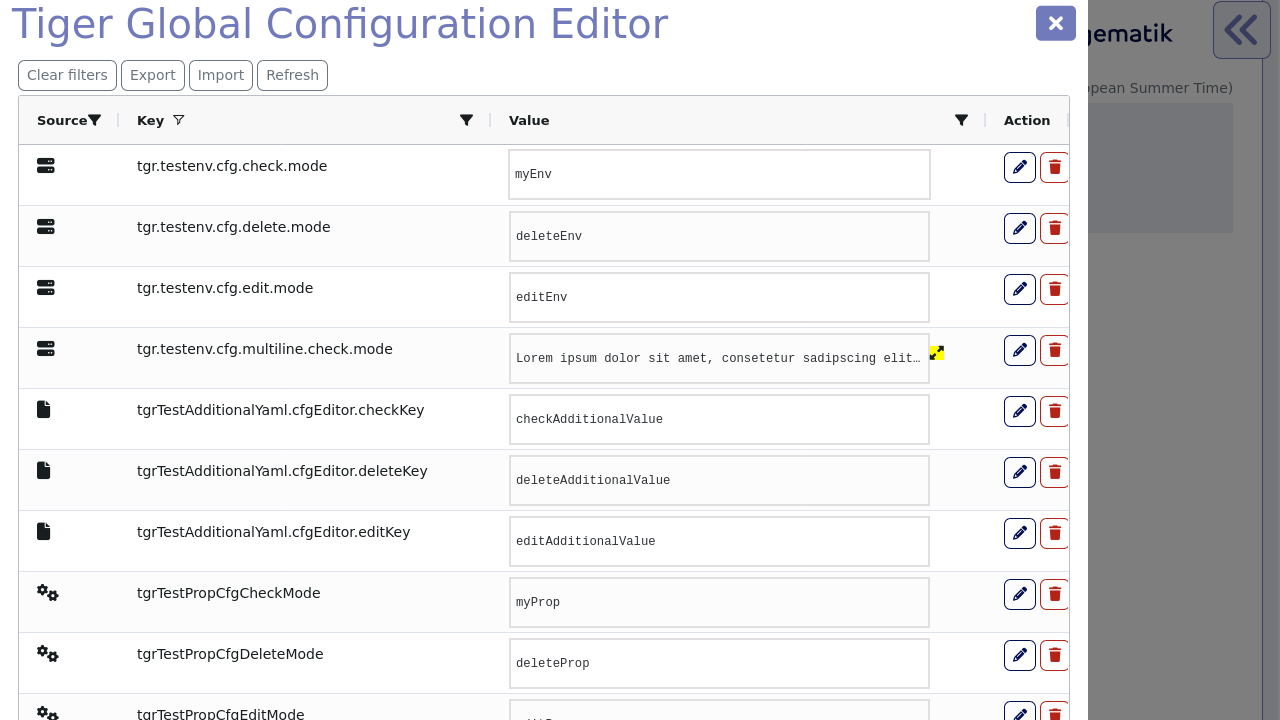 Tiger Global Configuration Editor
gematik
Clear filters Export Import Refresh
opean Summer Time)
Source Key Value Action
tgr.testenv.cfg.check.mode myEnv
tgr.testenv.cfg.delete.mode deleteEnv
tgr.testenv.cfg.edit.mode editEnv
tgr.testenv.cfg.multiline.check.mode Lorem ipsum dolor sit amet, consetetur sadipscing elit…
tgrTestAdditionalYaml.cfgEditor.checkKey checkAdditionalValue
tgrTestAdditionalYaml.cfgEditor.deleteKey deleteAdditionalValue
tgrTestAdditionalYaml.cfgEditor.editKey editAdditionalValue
tgrTestPropCfgCheckMode myProp
tgrTestPropCfgDeleteMode deleteProp
tgrTestPropCfgEditMode